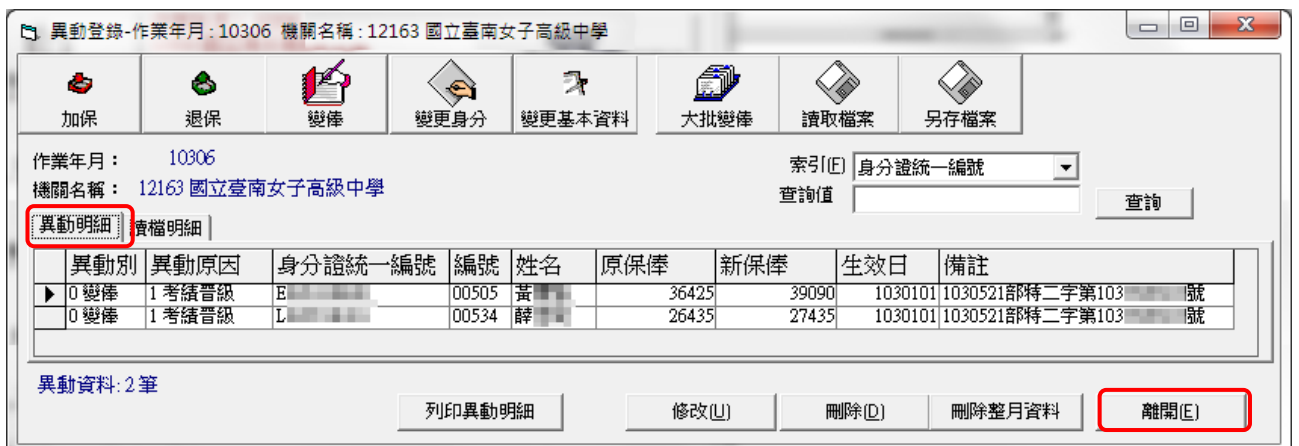 異動登錄-作業年月:10306 機關名稱:12163 國立臺南女子高級中學
加保 退保 變俸 變更身分 變更基本資料 大批變俸 讀取檔案 另存檔案
作業年月： 10306 索引(F) 身分證統一編號
機關名稱： 12163 國立臺南女子高級中學 查詢值 查詢
異動明細 讀檔明細
異動別 異動原因 身分證統一編號 編號 姓名 原保俸 新保俸 生效日 備註
0 變俸 1 考績晉級 E 00505 黃 36425 39090 1030101 1030521部特二字第103 號
0 變俸 1 考績晉級 L 00534 薛 26435 27435 1030101 1030521部特二字第103 號
異動資料:2筆
列印異動明細 修改(U) 刪除(D) 刪除整月資料 離開(E)